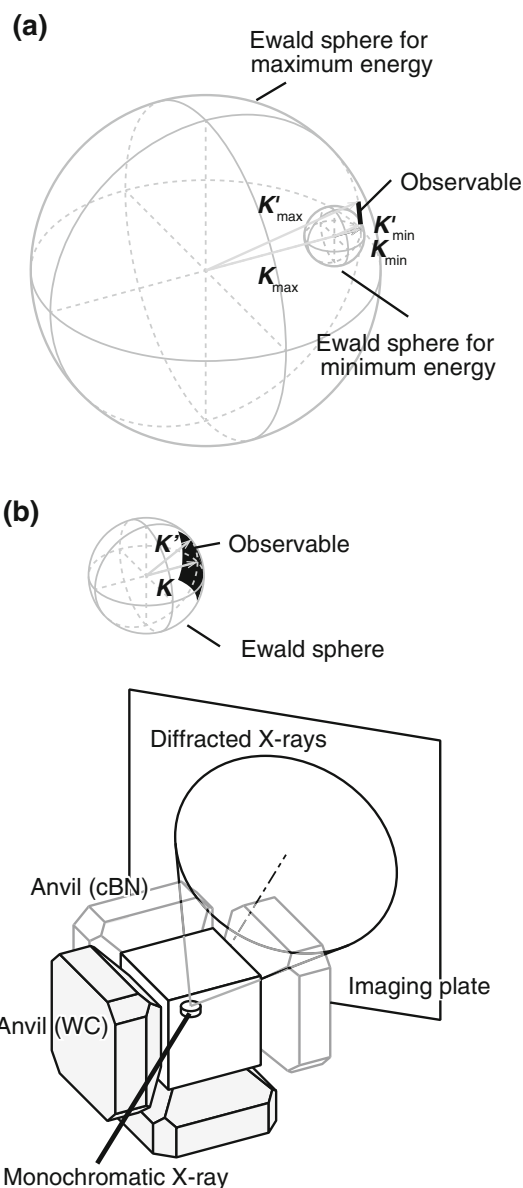 (a)
Ewald sphere for
maximum energy
Observable
K'max
K'min
Kmin
Kmax
Ewald sphere for
minimum energy
(b)
K'
Observable
K
Ewald sphere
Diffracted X-rays
Anvil (cBN)
Imaging plate
Anvil (WC)
Monochromatic X-ray